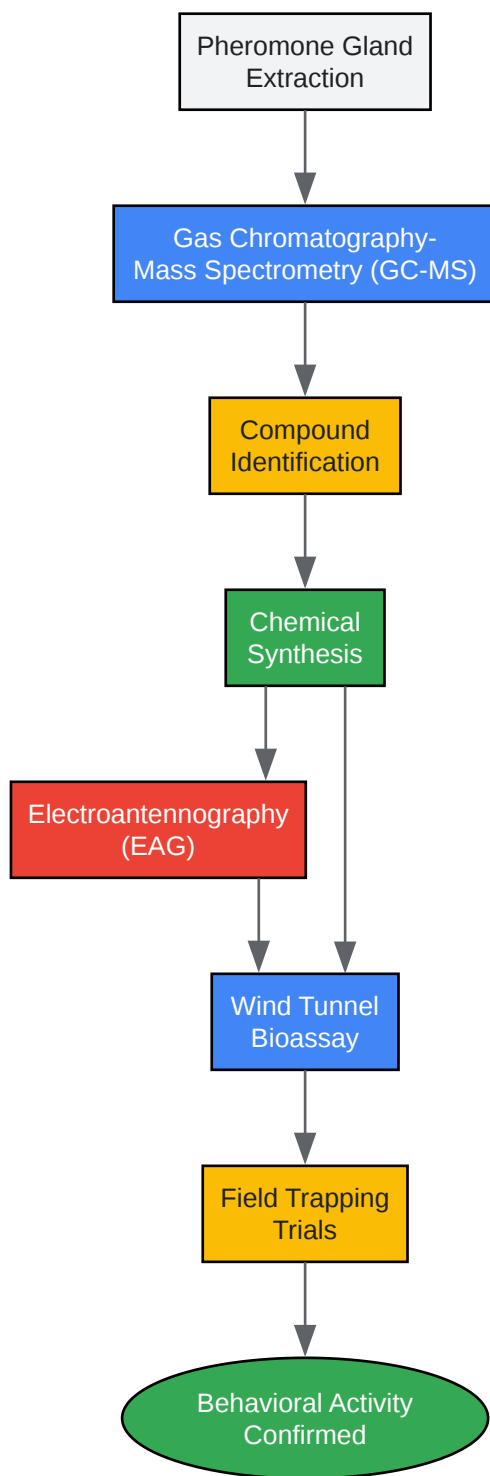 Pheromone Gland
Extraction
Gas Chromatography-
Mass Spectrometry (GC-MS)
Compound
Identification
Chemical
Synthesis
Electroantennography
(EAG)
Wind Tunnel
Bioassay
Field Trapping
Trials
Behavioral Activity
Confirmed